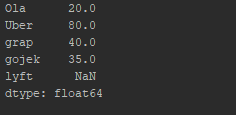 Ola 20.0
Uber 80.0
grap 40.0
gojek 35.0
lyft NaN
dtype: float64